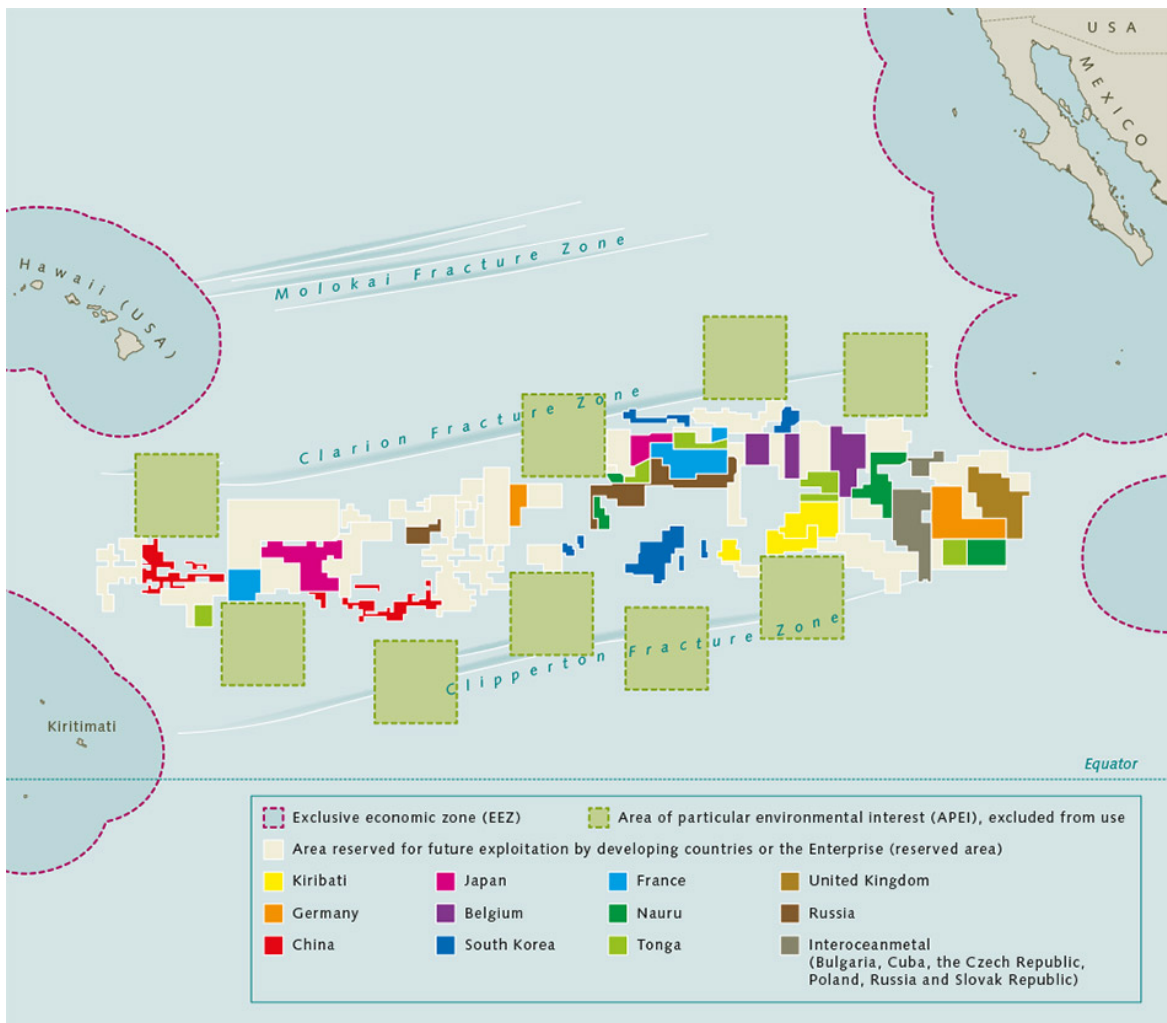 USA
MEXICO
Hawaii (USA)
Molokai Fracture Zone
Clarion Fracture Zone
Clipperton Fracture Zone
Kiritimati
Equator
Exclusive economic zone (EEZ)
Area of particular environmental interest (APEI), excluded from use
Area reserved for future exploitation by developing countries or the Enterprise (reserved area)
Kiribati
Japan
France
United Kingdom
Germany
Belgium
Nauru
Russia
China
South Korea
Tonga
Interoceanmetal
(Bulgaria, Cuba, the Czech Republic,
Poland, Russia and Slovak Republic)